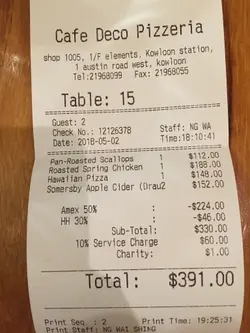 Cafe Deco Pizzeria
shop 1005, 1/F elements, Kowloon station,
1 austin road west, kowloon
Tel:21968099 Fax: 21968055
Table: 15
Guest: 2
Check No.: 12126378 Staff: NG WA
Date: 2018-05-02 Time:18:10:41
Pan-Roasted Scallops 1 $112.00
Roasted Spring Chicken 1 $188.00
Hawaiian Pizza 1 $148.00
Somersby Apple Cider (Drau2 $152.00
Amex 50% : -$224.00
HH 30% : -$46.00
Sub-Total: $330.00
10% Service Charge $60.00
Charity: $1.00
Total: $391.00
Print Seq. : 2 Print Time: 19:25:31
Print Staff: NG WAI SHING